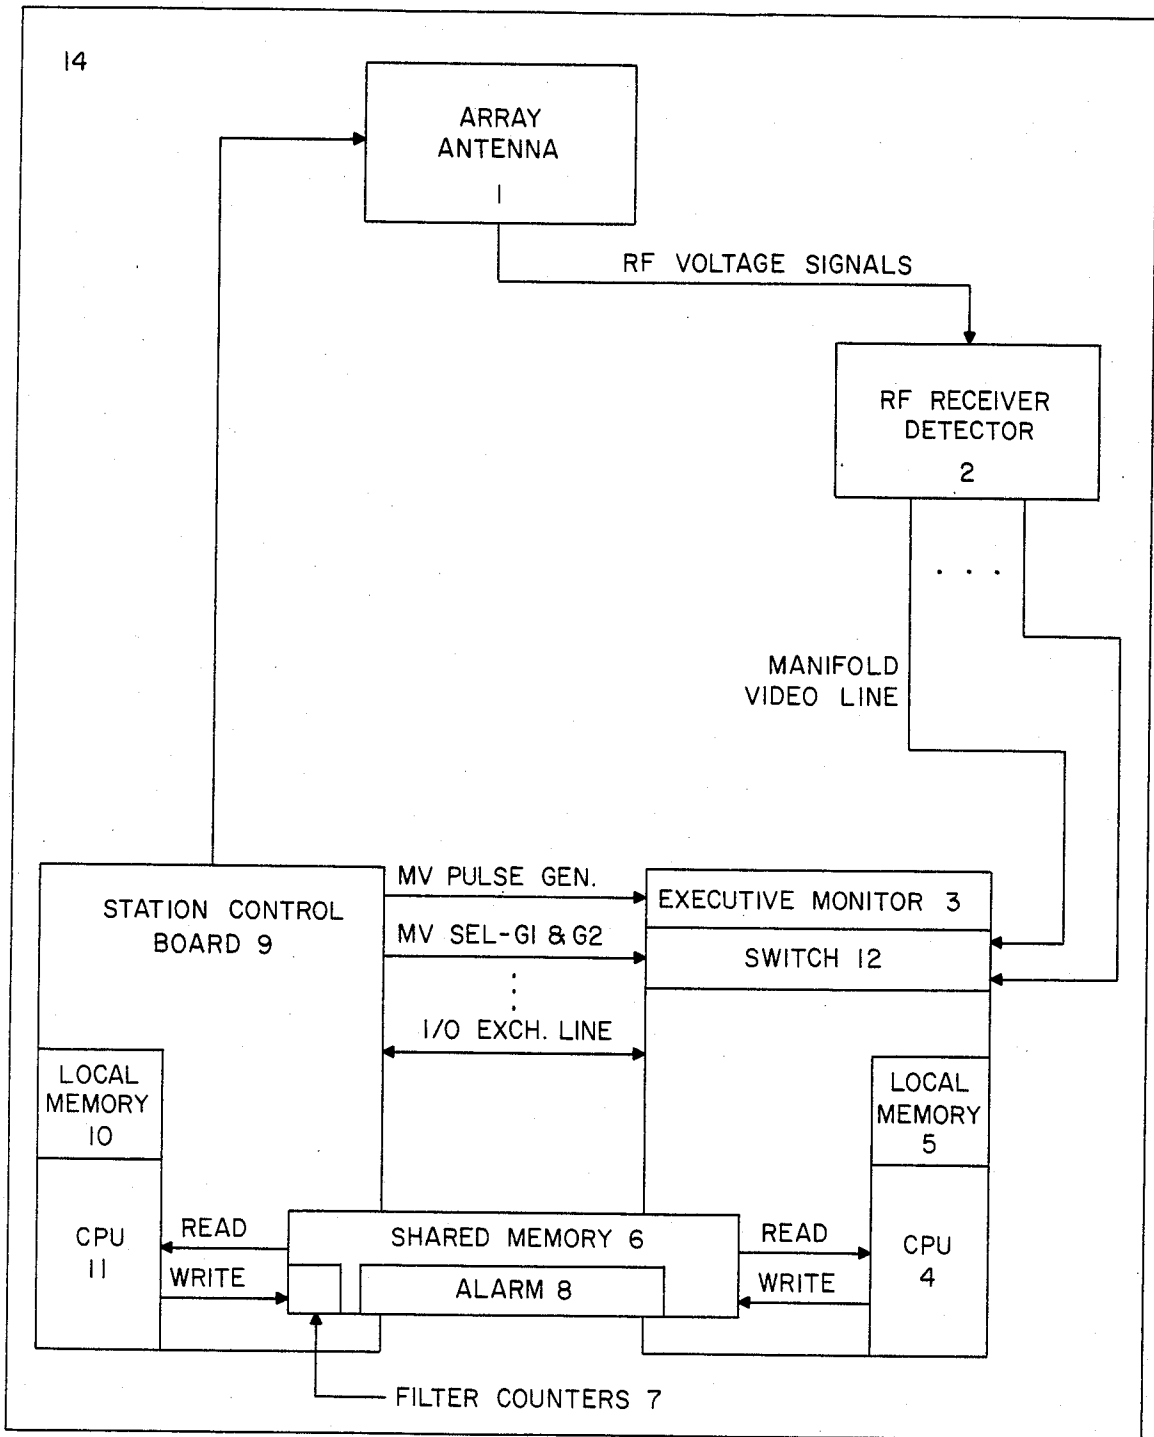 14
ARRAY
ANTENNA
1
RF VOLTAGE SIGNALS
RF RECEIVER
DETECTOR
2
. . .
MANIFOLD
VIDEO LINE
STATION CONTROL
BOARD 9
MV PULSE GEN.
MV SEL-G1 & G2
I/O EXCH. LINE
EXECUTIVE MONITOR 3
SWITCH 12
LOCAL
MEMORY
10
CPU
11
READ
WRITE
SHARED MEMORY 6
ALARM 8
READ
WRITE
LOCAL
MEMORY
5
CPU
4
FILTER COUNTERS 7